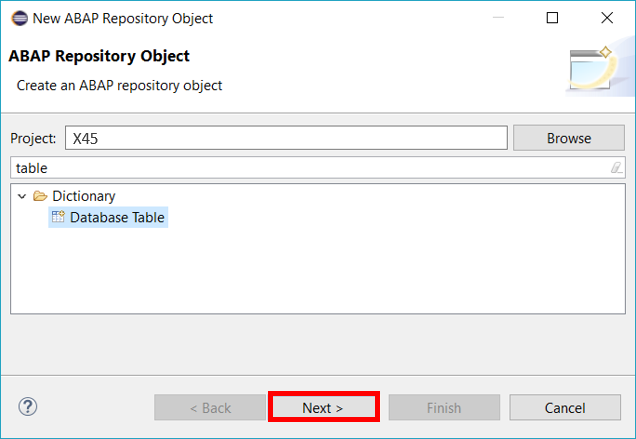 New ABAP Repository Object
ABAP Repository Object
Create an ABAP repository object
Project: X45 Browse
table
Dictionary
Database Table
? < Back Next > Finish Cancel